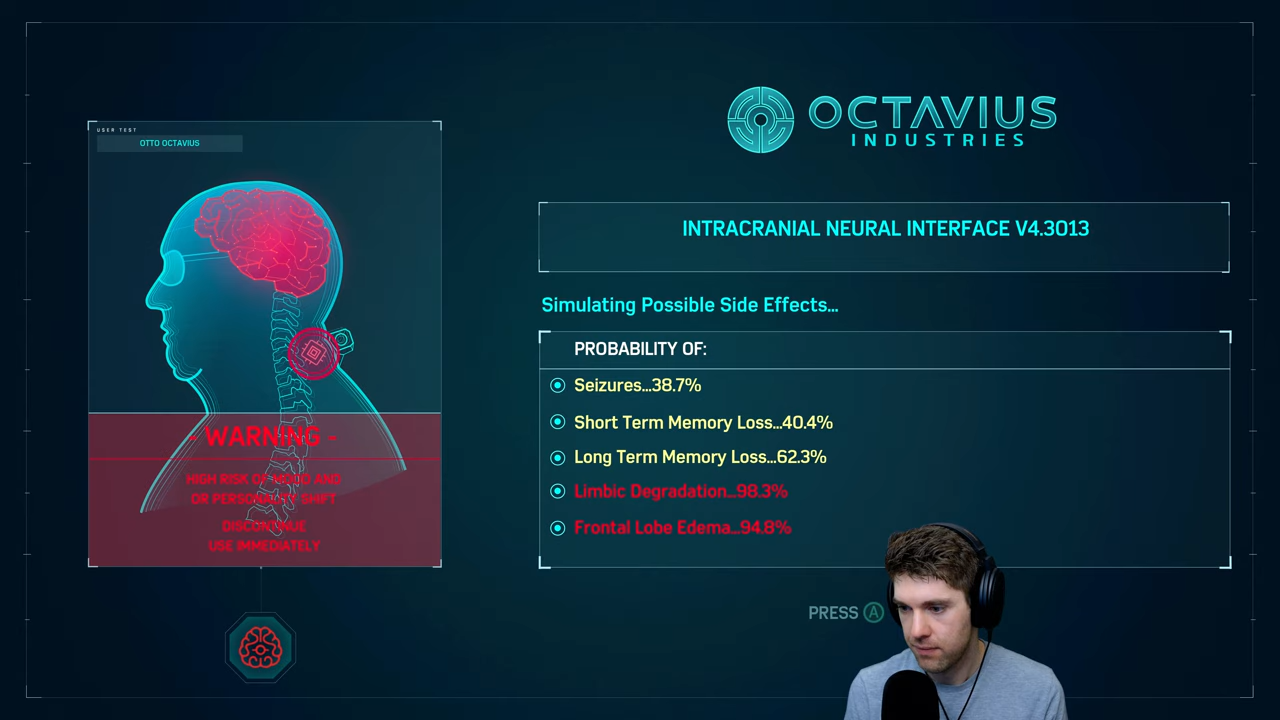 USER TEST
OTTO OCTAVIUS
- WARNING -
HIGH RISK OF MOOD AND
OR PERSONALITY SHIFT
DISCONTINUE
USE IMMEDIATELY
OCTAVIUS
INDUSTRIES
INTRACRANIAL NEURAL INTERFACE V4.3013
Simulating Possible Side Effects...
PROBABILITY OF:
Seizures...38.7%
Short Term Memory Loss...40.4%
Long Term Memory Loss...62.3%
Limbic Degradation...98.3%
Frontal Lobe Edema...94.8%
PRESS A